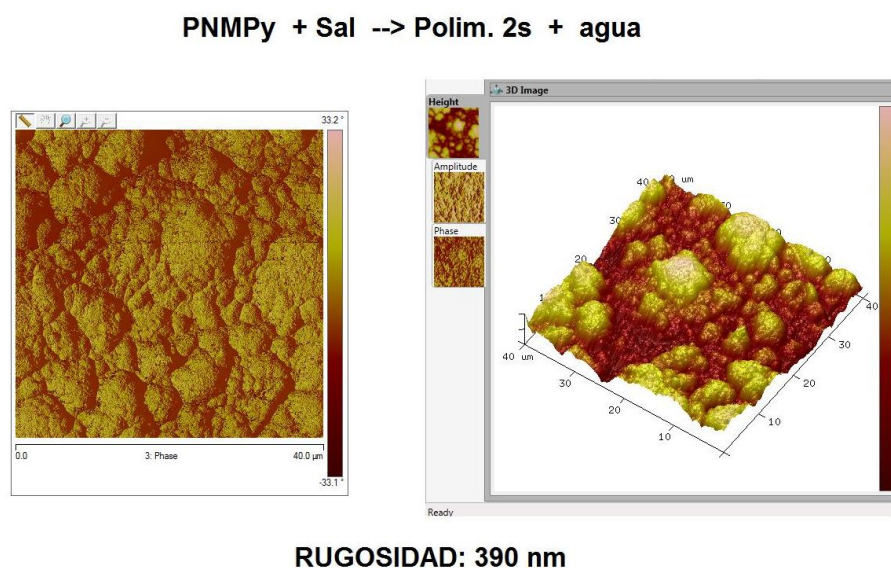 PNMPy + Sal --> Polim. 2s + agua
33.2 °
0.0
3: Phase
40.0 µm
-33.1 °
3D Image
Height
Amplitude
Phase
40
um
30
20
40
30
20
10
40 um
30
20
10
Ready
RUGOSIDAD: 390 nm